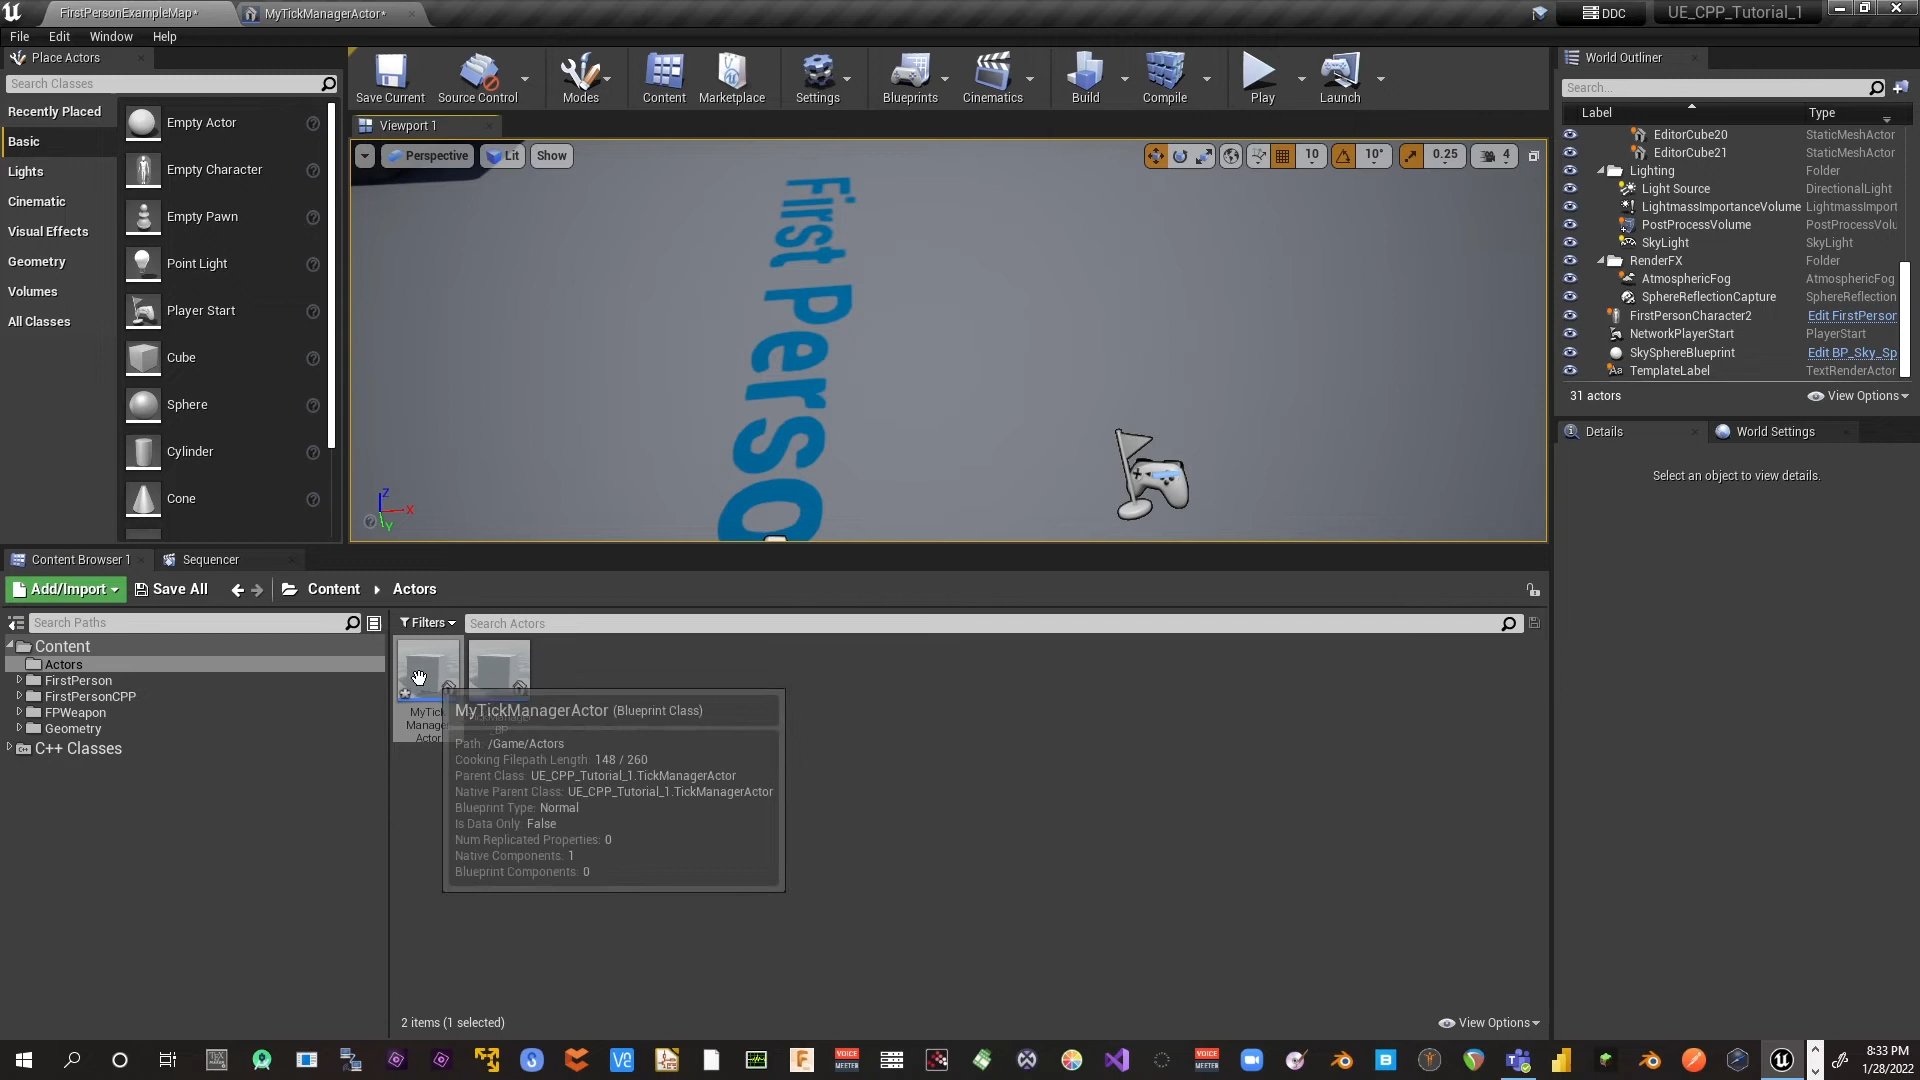 FirstPersonExampleMap*
MyTickManagerActor*
DDC
UE_CPP_Tutorial_1
File Edit Window Help
Place Actors
Search Classes
Recently Placed
Basic
Lights
Cinematic
Visual Effects
Geometry
Volumes
All Classes
Empty Actor
Empty Character
Empty Pawn
Point Light
Player Start
Cube
Sphere
Cylinder
Cone
Save Current
Source Control
Modes
Content
Marketplace
Settings
Blueprints
Cinematics
Build
Compile
Play
Launch
Viewport 1
Perspective
Lit
Show
10
10°
0.25
4
First Perso
Z
X
Y
World Outliner
Search...
Label Type
EditorCube20 StaticMeshActor
EditorCube21 StaticMeshActor
Lighting Folder
Light Source DirectionalLight
LightmassImportanceVolume LightmassImport
PostProcessVolume PostProcessVolu
SkyLight SkyLight
RenderFX Folder
AtmosphericFog AtmosphericFog
SphereReflectionCapture SphereReflection
FirstPersonCharacter2 Edit FirstPerson
NetworkPlayerStart PlayerStart
SkySphereBlueprint Edit BP_Sky_Sp
TemplateLabel TextRenderActor
31 actors
View Options
Details
World Settings
Select an object to view details.
Content Browser 1
Sequencer
Add/Import
Save All
Content
Actors
Search Paths
Filters
Search Actors
Content
Actors
FirstPerson
FirstPersonCPP
FPWeapon
Geometry
C++ Classes
MyTick
Manager
Actor
MyTickManagerActor (Blueprint Class)
Path /Game/Actors
Cooking Filepath Length 148 / 260
Parent Class: UE_CPP_Tutorial_1.TickManagerActor
Native Parent Class: UE_CPP_Tutorial_1.TickManagerActor
Blueprint Type: Normal
Is Data Only False
Num Replicated Properties: 0
Native Components. 1
Blueprint Components: 0
2 items (1 selected)
View Options
VOICE
MEETER
VOICE
MEETER
8:33 PM
1/28/2022